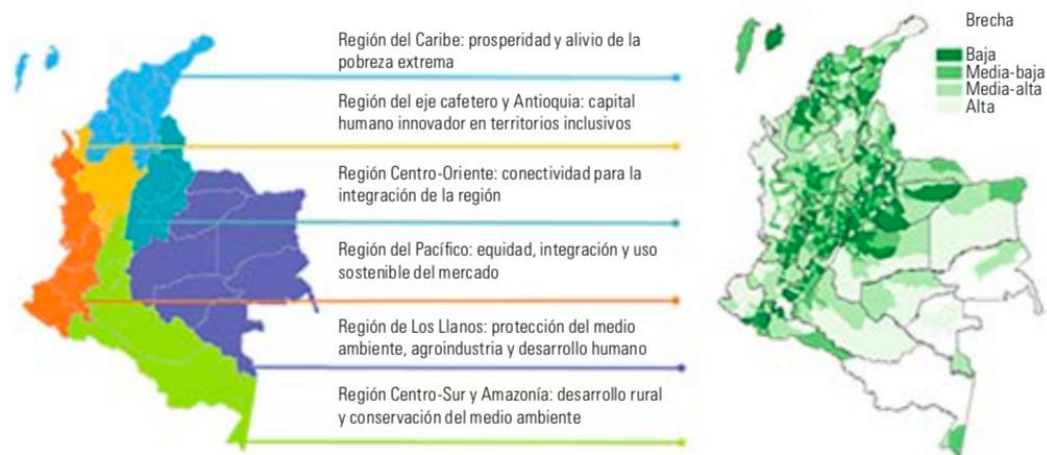 Región del Caribe: prosperidad y alivio de la
pobreza extrema
Región del eje cafetero y Antioquia: capital
humano innovador en territorios inclusivos
Región Centro-Oriente: conectividad para la
integración de la región
Región del Pacífico: equidad, integración y uso
sostenible del mercado
Región de Los Llanos: protección del medio
ambiente, agroindustria y desarrollo humano
Región Centro-Sur y Amazonía: desarrollo rural
y conservación del medio ambiente
Brecha
Baja
Media-baja
Media-alta
Alta